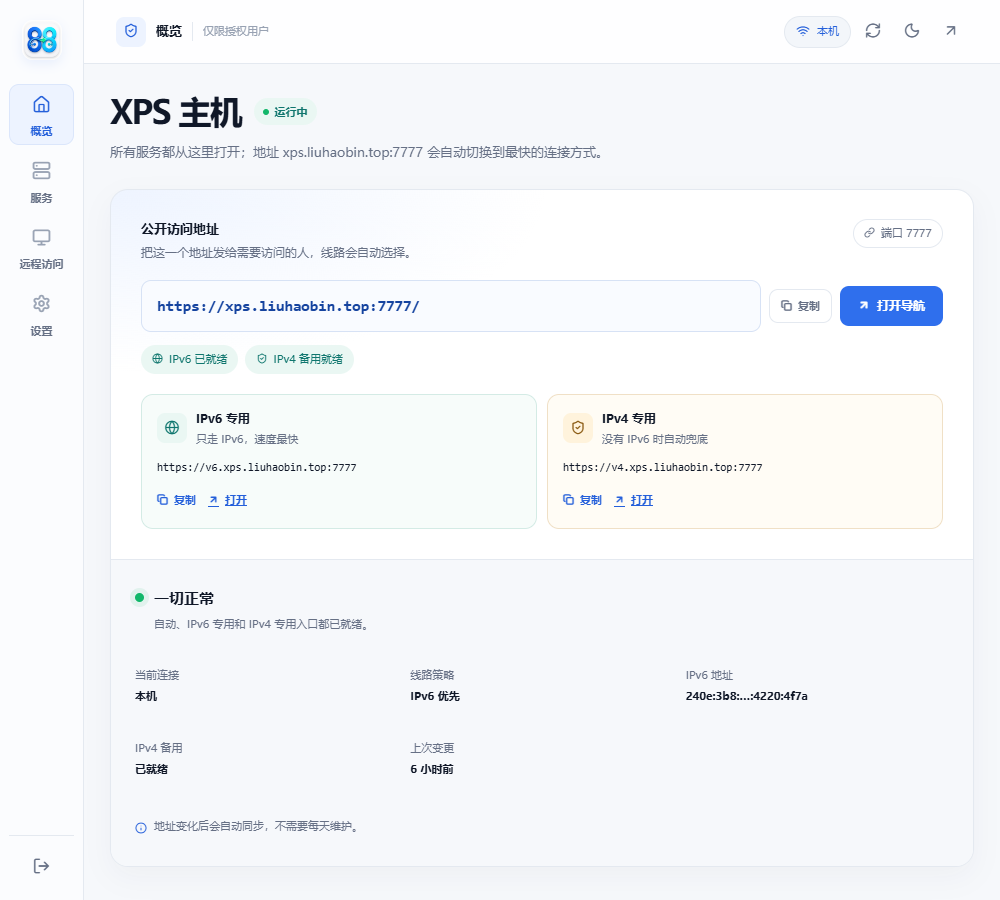 概览
仅限授权用户
本机
概览
服务
远程访问
设置
XPS 主机
运行中
所有服务都从这里打开；地址 xps.liuhaobin.top:7777 会自动切换到最快的连接方式。
公开访问地址
把这一个地址发给需要访问的人，线路会自动选择。
端口 7777
https://xps.liuhaobin.top:7777/
复制
打开导航
IPv6 已就绪
IPv4 备用就绪
IPv6 专用
只走 IPv6，速度最快
https://v6.xps.liuhaobin.top:7777
复制
打开
IPv4 专用
没有 IPv6 时自动兜底
https://v4.xps.liuhaobin.top:7777
复制
打开
一切正常
自动、IPv6 专用和 IPv4 专用入口都已就绪。
当前连接
本机
线路策略
IPv6 优先
IPv6 地址
240e:3b8:...:4220:4f7a
IPv4 备用
已就绪
上次变更
6 小时前
地址变化后会自动同步，不需要每天维护。